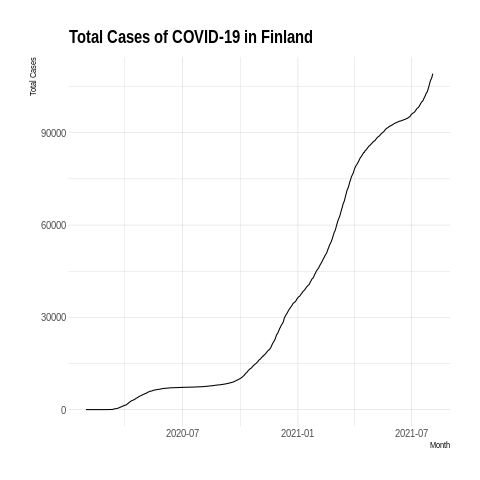 Total Cases of COVID-19 in Finland
Total Cases
90000
60000
30000
0
2020-07
2021-01
2021-07
Month